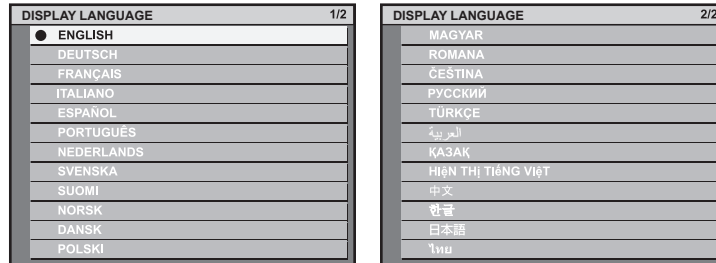 DISPLAY LANGUAGE 1/2
ENGLISH
DEUTSCH
FRANÇAIS
ITALIANO
ESPAÑOL
PORTUGUÊS
NEDERLANDS
SVENSKA
SUOMI
NORSK
DANSK
POLSKI
DISPLAY LANGUAGE 2/2
MAGYAR
ROMANA
ČEŠTINA
РУССКИЙ
TÜRKÇE
العربية
ҚАЗАҚ
HIệN THị TIếNG VIệT
中文
한글
日本語
ไทย